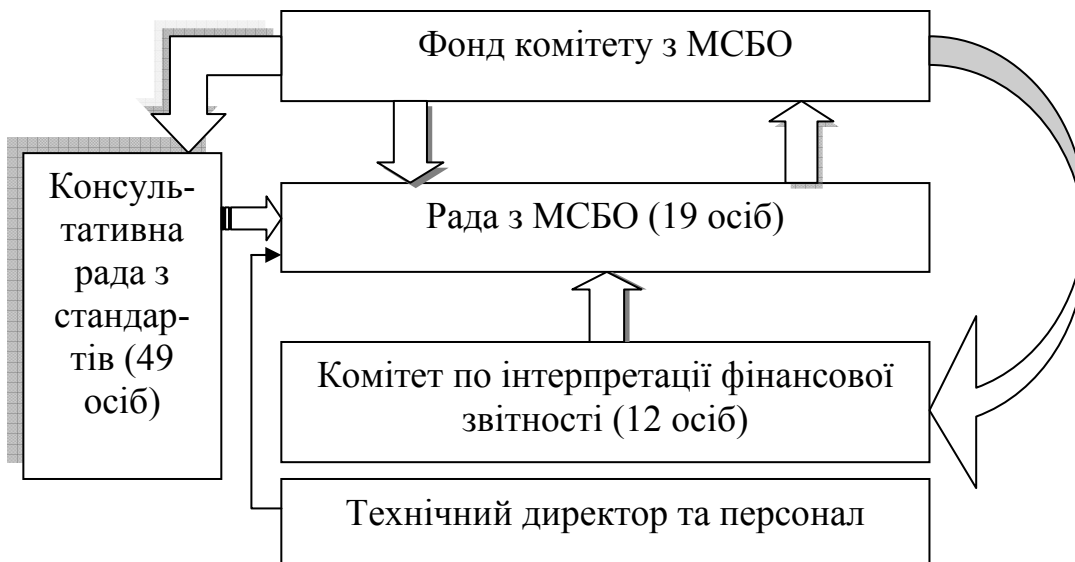 Фонд комітету з МСБО
Консуль-
тативна
рада з
стандар-
тів (49
осіб)
Рада з МСБО (19 осіб)
Комітет по інтерпретації фінансової
звітності (12 осіб)
Технічний директор та персонал